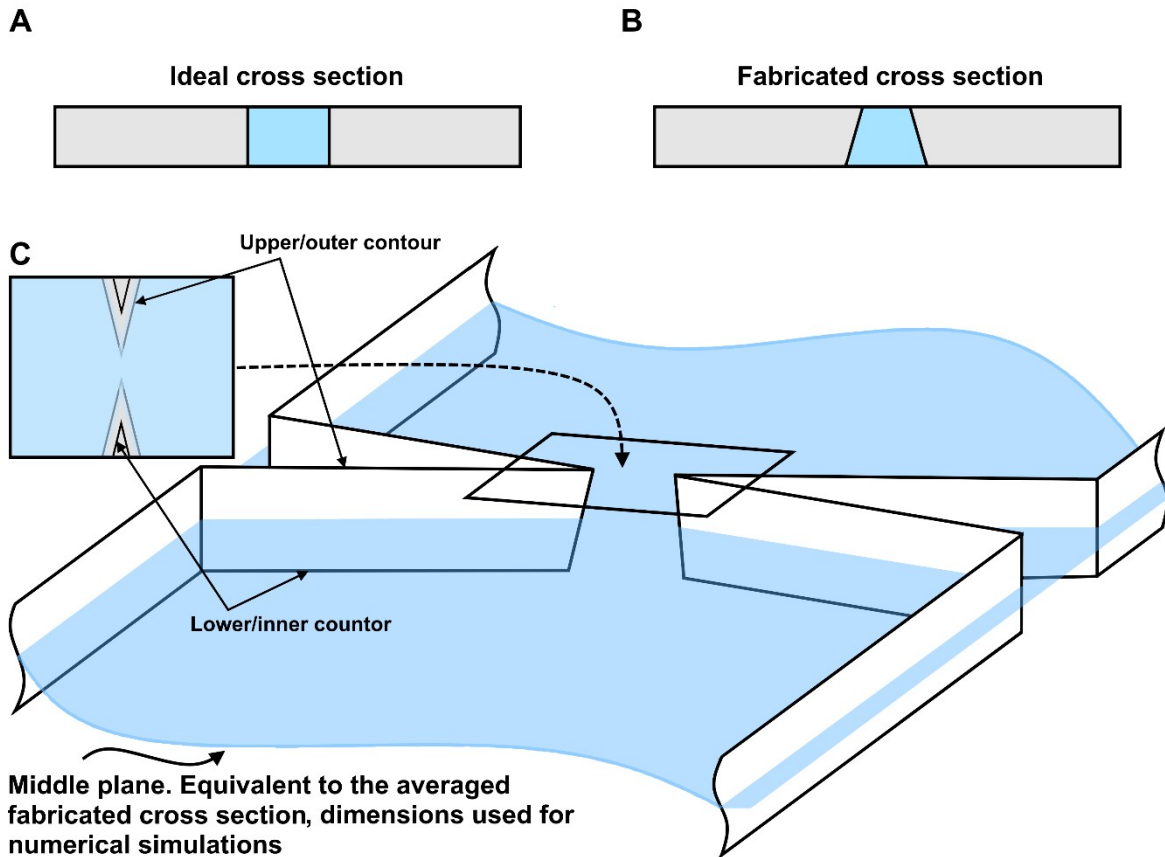 A
B
Ideal cross section
Fabricated cross section
C
Upper/outer contour
Lower/inner countor
Middle plane. Equivalent to the averaged
fabricated cross section, dimensions used for
numerical simulations